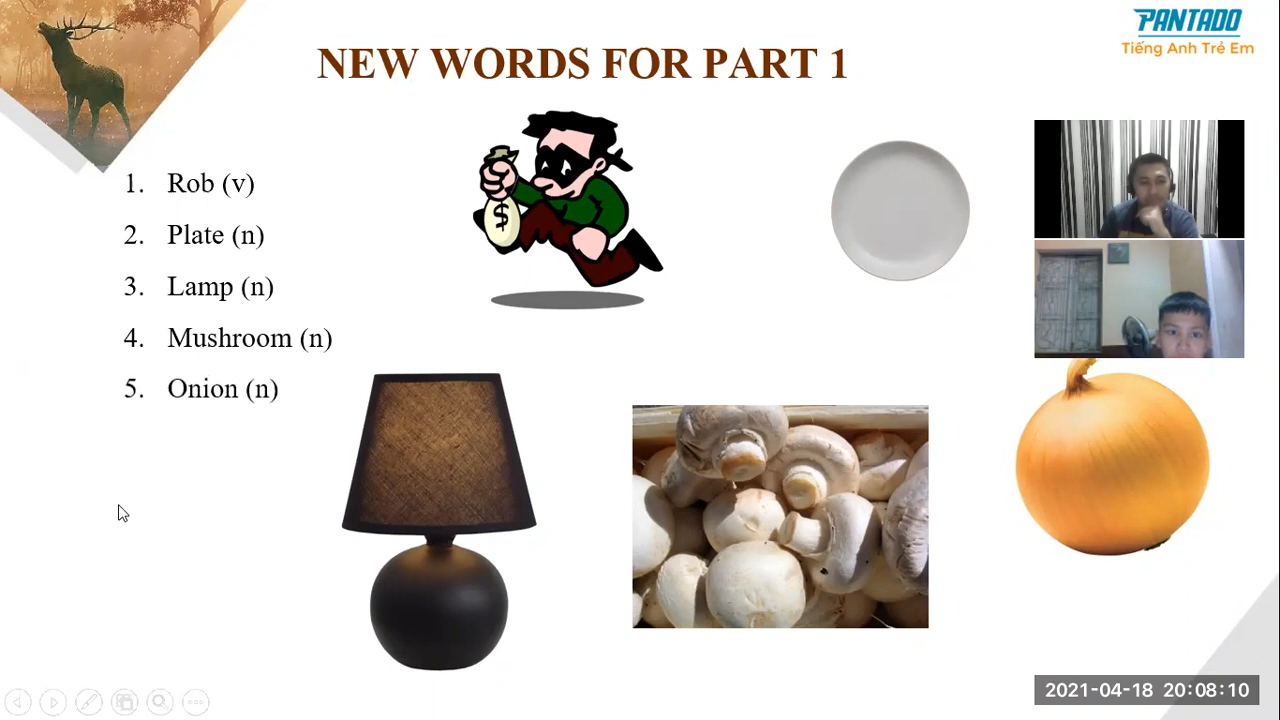 PANTADO
Tiếng Anh Trẻ Em
NEW WORDS FOR PART 1
1. Rob (v)
2. Plate (n)
3. Lamp (n)
4. Mushroom (n)
5. Onion (n)
$
2021-04-18 20:08:10